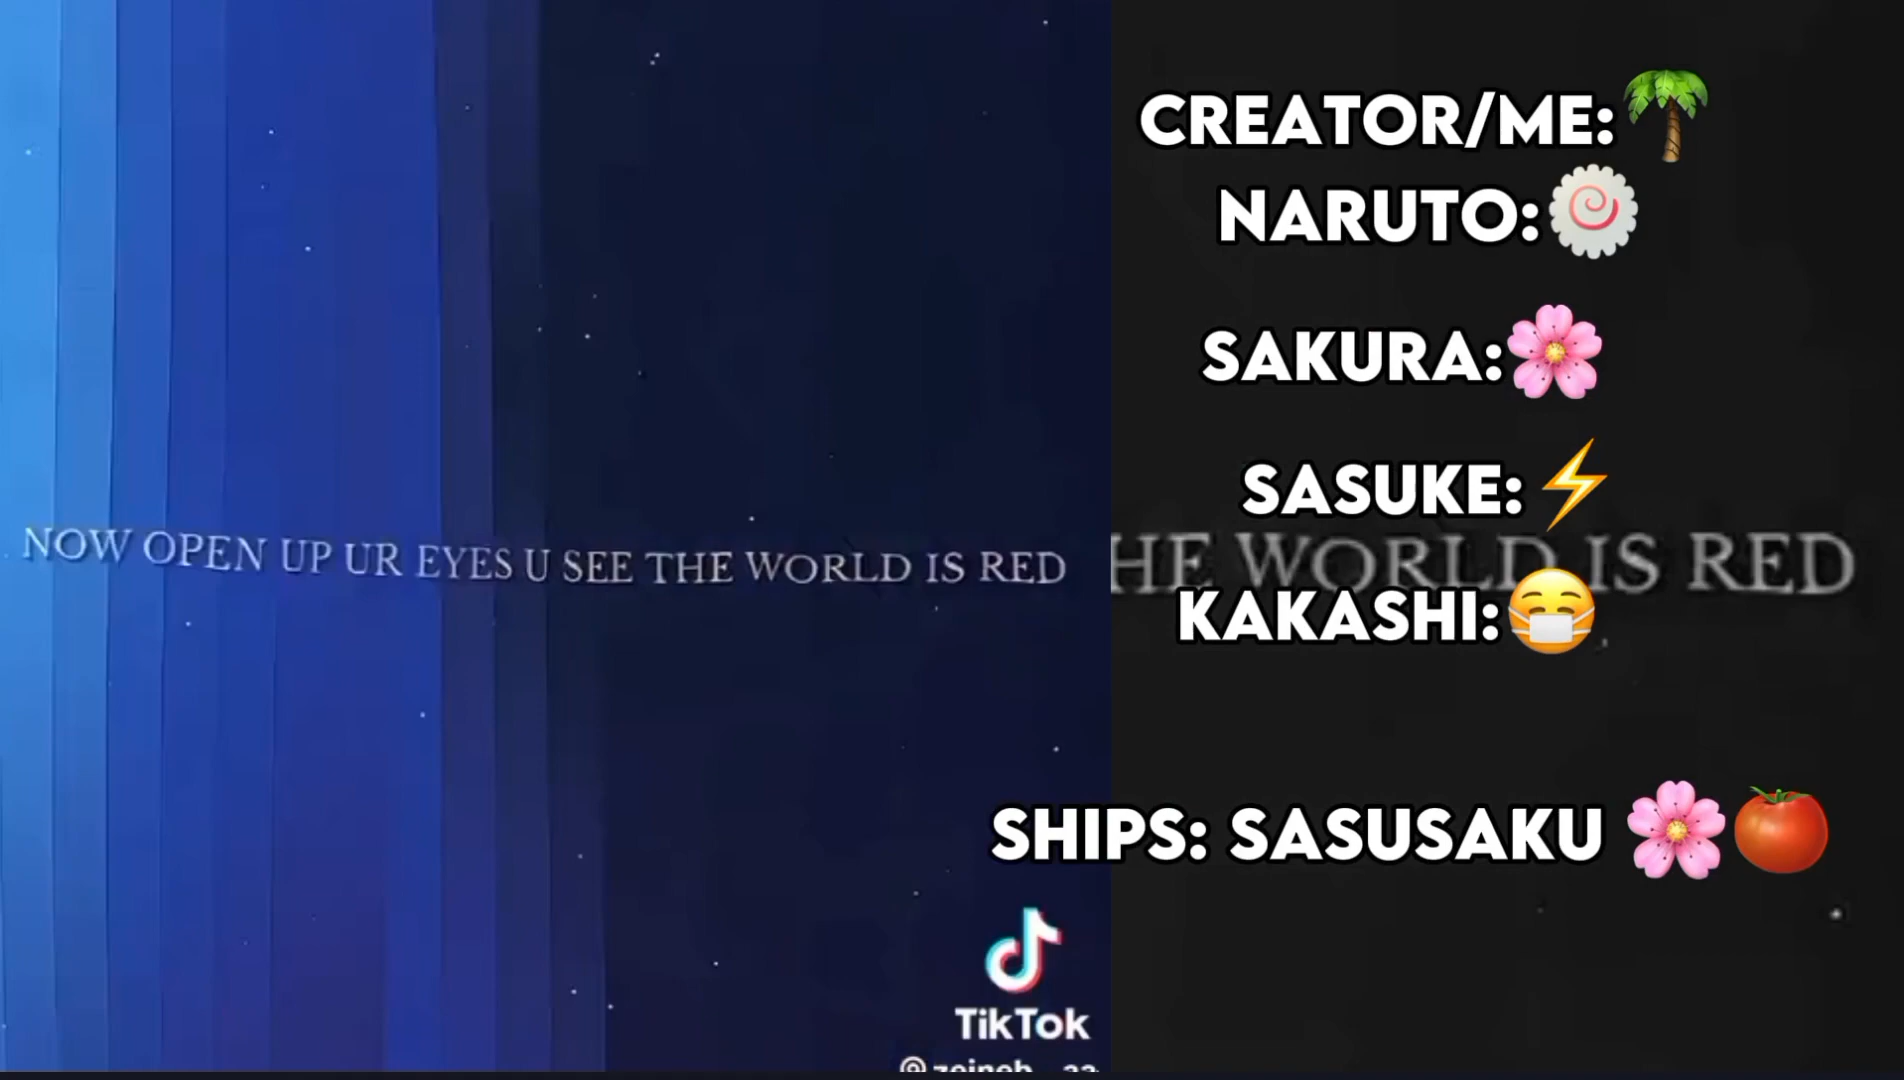 NOW OPEN UP UR EYES U SEE THE WORLD IS RED
CREATOR/ME:🌴
NARUTO:🍥
SAKURA:🌸
SASUKE:⚡
HE WORLD IS RED
KAKASHI:😷
SHIPS: SASUSAKU 🌸🍅
TikTok